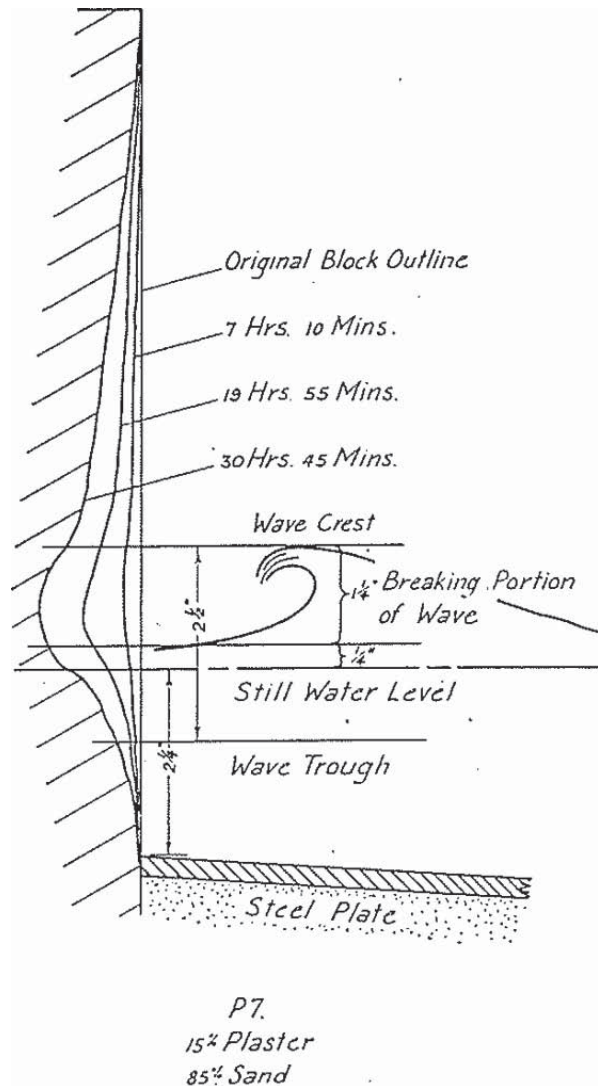 Original Block Outline
7 Hrs. 10 Mins.
19 Hrs. 55 Mins.
30 Hrs. 45 Mins.
Wave Crest
2½"
1¼" Breaking Portion
of Wave
¼"
Still Water Level
2¼"
Wave Trough
Steel Plate
P7.
15% Plaster
85% Sand